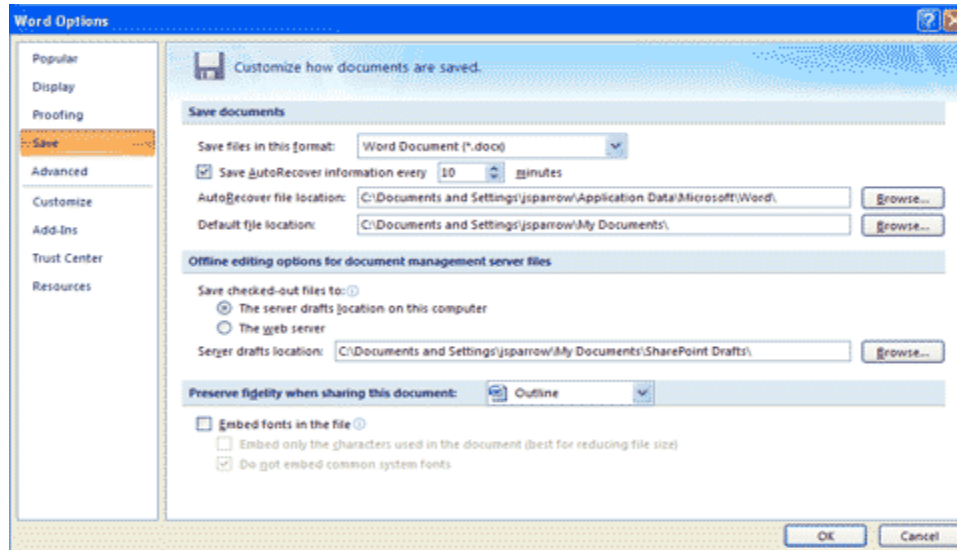 Word Options
Popular
Display
Proofing
Save
Advanced
Customize
Add-Ins
Trust Center
Resources
Customize how documents are saved.
Save documents
Save files in this format: Word Document (*.docx)
Save AutoRecover information every 10 minutes
AutoRecover file location: C:\Documents and Settings\jsparrow\Application Data\Microsoft\Word\ Browse...
Default file location: C:\Documents and Settings\jsparrow\My Documents\ Browse...
Offline editing options for document management server files
Save checked-out files to:
The server drafts location on this computer
The web server
Server drafts location: C:\Documents and Settings\jsparrow\My Documents\SharePoint Drafts\ Browse...
Preserve fidelity when sharing this document: Outline
Embed fonts in the file
Embed only the characters used in the document (best for reducing file size)
Do not embed common system fonts
OK Cancel